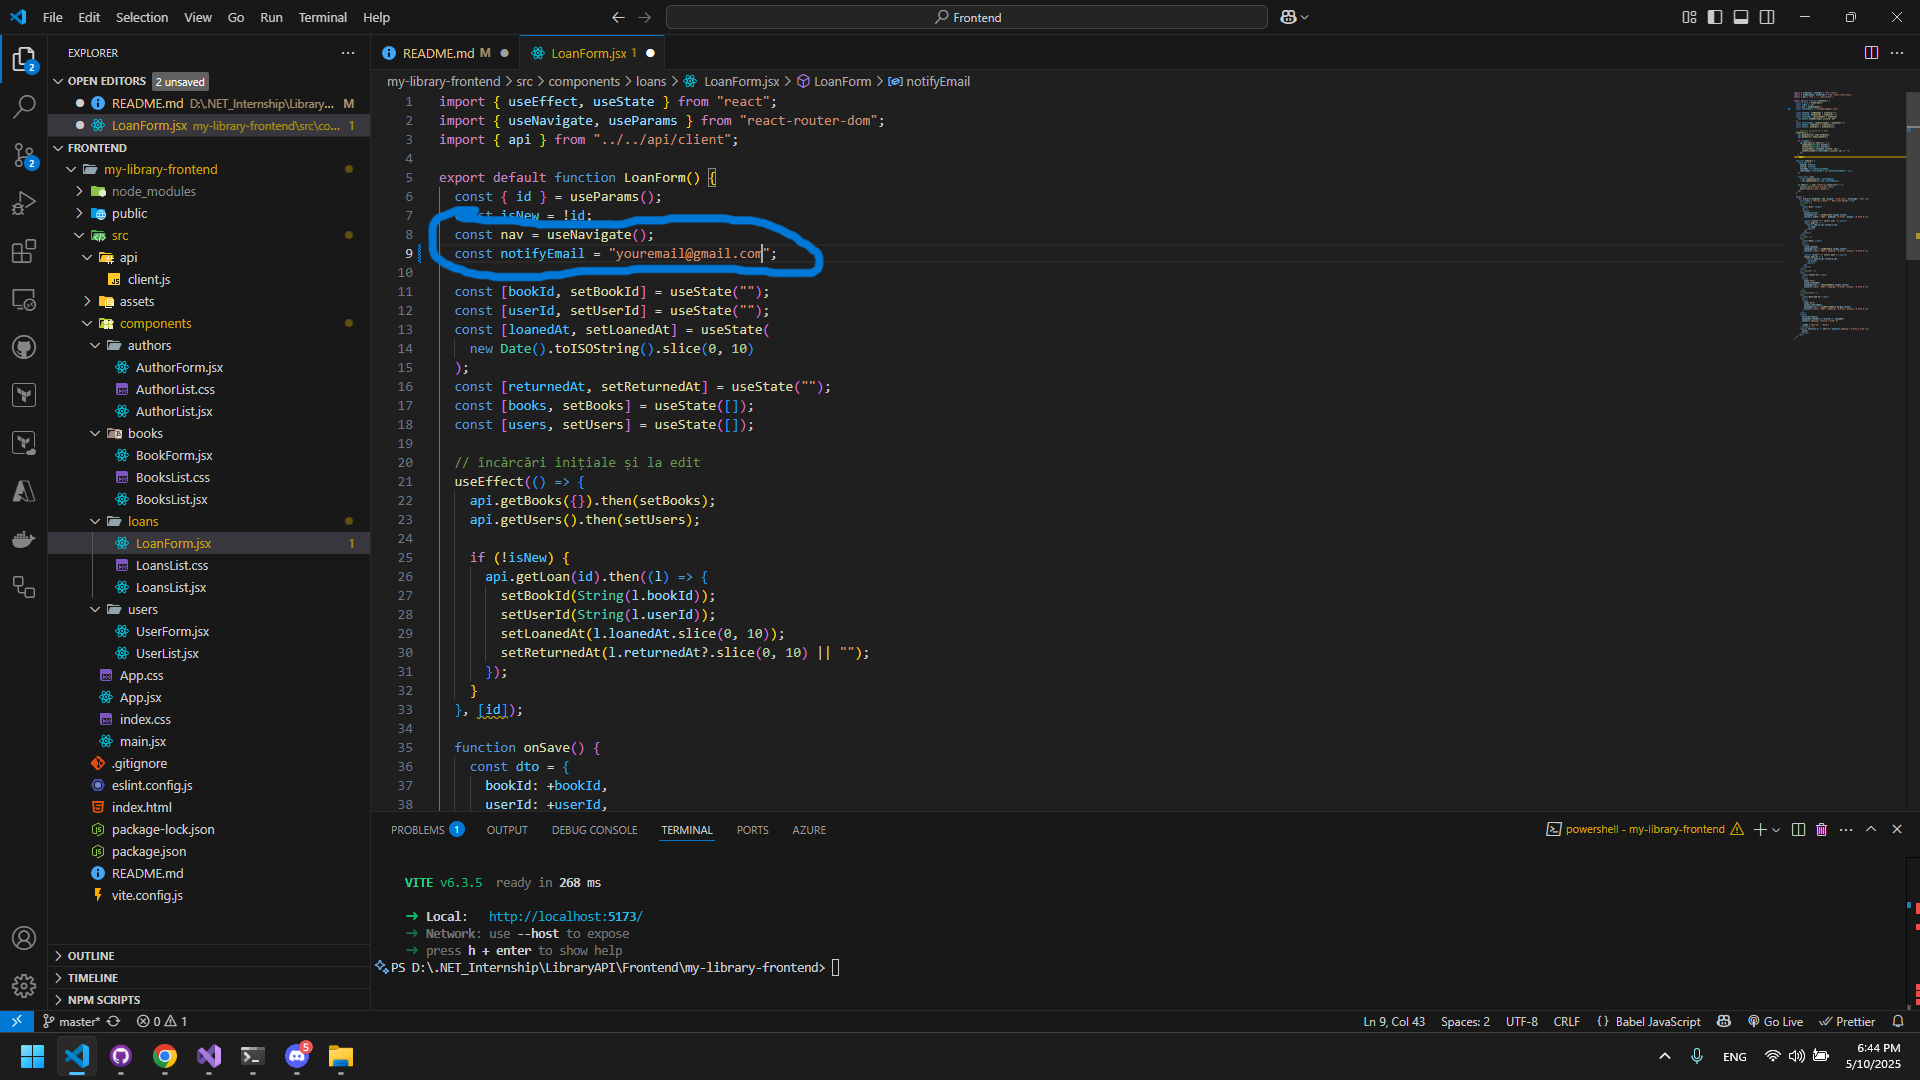 File Edit Selection View Go Run Terminal Help
Frontend
EXPLORER
OPEN EDITORS 2 unsaved
README.md D:\.NET_Internship\Library... M
LoanForm.jsx my-library-frontend\src\co... 1
FRONTEND
my-library-frontend
node_modules
public
src
api
client.js
assets
components
authors
AuthorForm.jsx
AuthorList.css
AuthorList.jsx
books
BookForm.jsx
BooksList.css
BooksList.jsx
loans
LoanForm.jsx 1
LoansList.css
LoansList.jsx
users
UserForm.jsx
UserList.jsx
App.css
App.jsx
index.css
main.jsx
.gitignore
eslint.config.js
index.html
package-lock.json
package.json
README.md
vite.config.js
OUTLINE
TIMELINE
NPM SCRIPTS
README.md M LoanForm.jsx 1
my-library-frontend > src > components > loans > LoanForm.jsx > LoanForm > notifyEmail
1 import { useEffect, useState } from "react";
2 import { useNavigate, useParams } from "react-router-dom";
3 import { api } from "../../api/client";
4
5 export default function LoanForm() {
6 const { id } = useParams();
7 const isNew = !id;
8 const nav = useNavigate();
9 const notifyEmail = "youremail@gmail.com";
10
11 const [bookId, setBookId] = useState("");
12 const [userId, setUserId] = useState("");
13 const [loanedAt, setLoanedAt] = useState(
14 new Date().toISOString().slice(0, 10)
15 );
16 const [returnedAt, setReturnedAt] = useState("");
17 const [books, setBooks] = useState([]);
18 const [users, setUsers] = useState([]);
19
20 // încărcări inițiale și la edit
21 useEffect(() => {
22 api.getBooks({}).then(setBooks);
23 api.getUsers().then(setUsers);
24
25 if (!isNew) {
26 api.getLoan(id).then((l) => {
27 setBookId(String(l.bookId));
28 setUserId(String(l.userId));
29 setLoanedAt(l.loanedAt.slice(0, 10));
30 setReturnedAt(l.returnedAt?.slice(0, 10) || "");
31 });
32 }
33 }, [id]);
34
35 function onSave() {
36 const dto = {
37 bookId: +bookId,
38 userId: +userId,
PROBLEMS 1 OUTPUT DEBUG CONSOLE TERMINAL PORTS AZURE
powershell - my-library-frontend
VITE v6.3.5 ready in 268 ms
➜ Local: http://localhost:5173/
➜ Network: use --host to expose
➜ press h + enter to show help
PS D:\.NET_Internship\LibraryAPI\Frontend\my-library-frontend>
master* 0 1
Ln 9, Col 43 Spaces: 2 UTF-8 CRLF {} Babel JavaScript Go Live Prettier
5
ENG
6:44 PM
5/10/2025